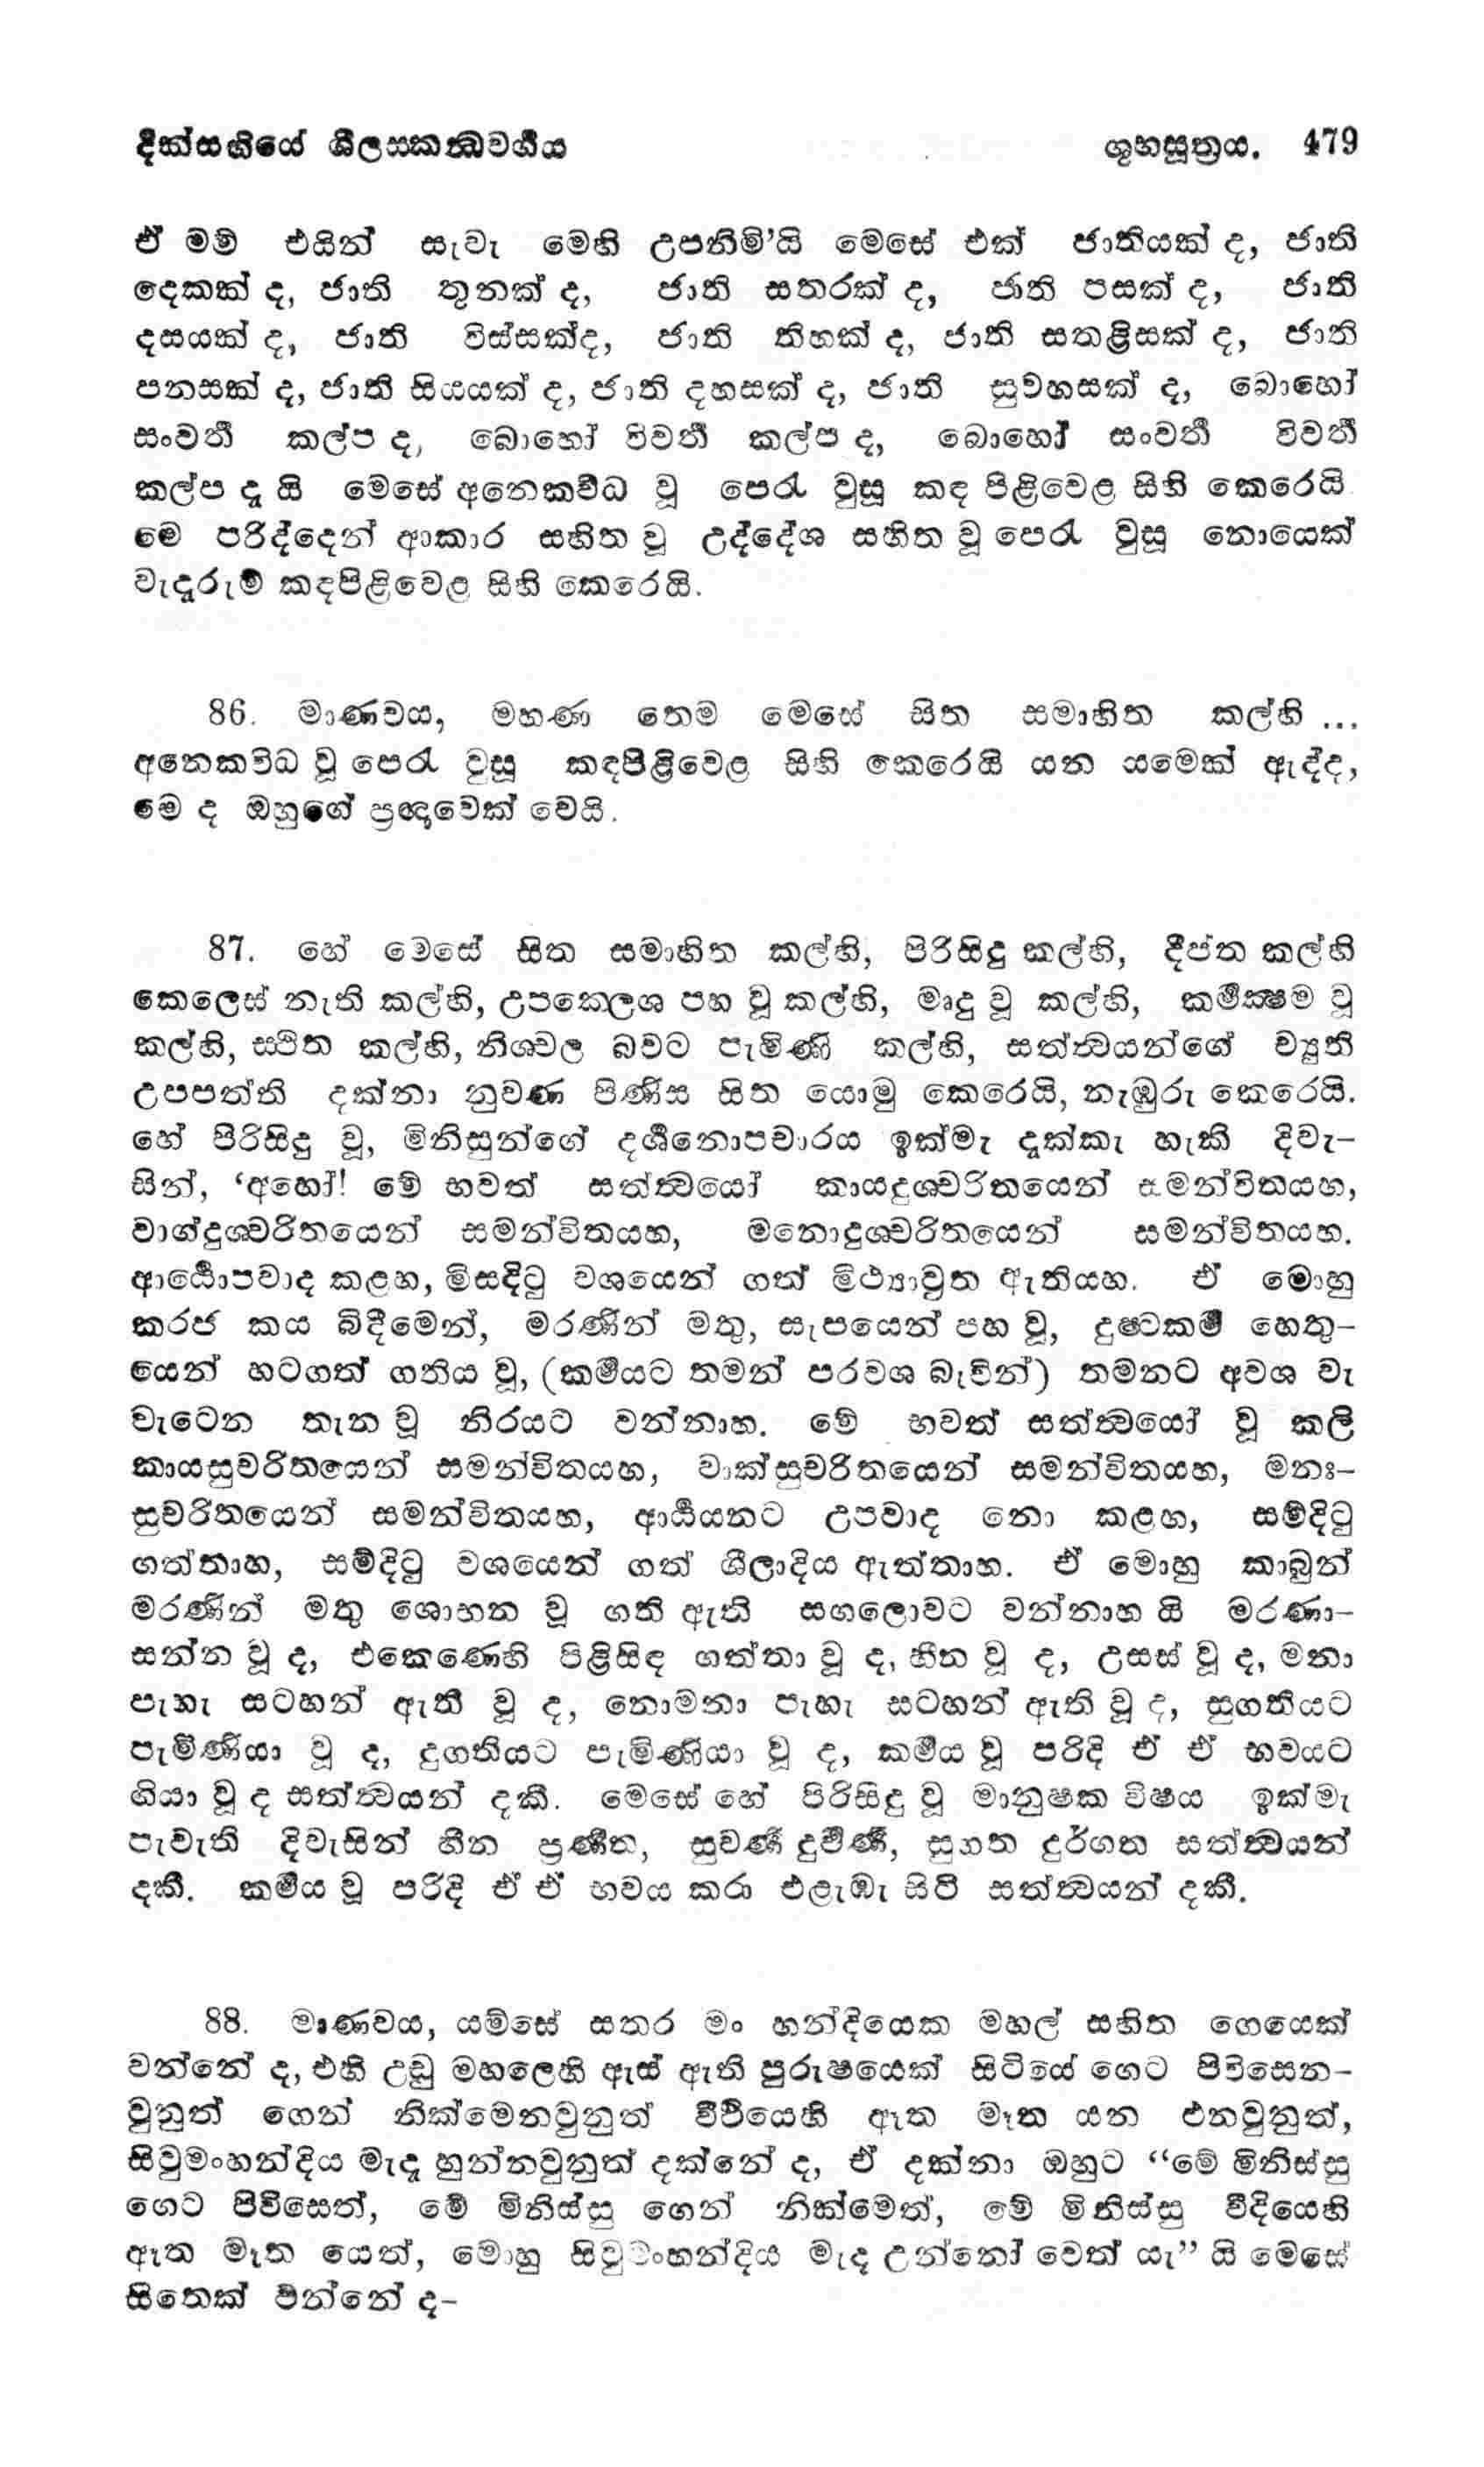 දික්සඟියේ ශීලස්කන්ධවර්ගය ශුභසූත්‍රය. 479
ඒ මම් එයින් සැවැ මෙහි උපනිමි’යි මෙසේ එක් ජාතියක් ද, ජාති
දෙකක් ද, ජාති තුනක් ද, ජාති සතරක් ද, ජාති පසක් ද, ජාති
දසයක් ද, ජාති විස්සක්ද, ජාති තිහක් ද, ජාති සතළිසක් ද, ජාති
පනසක් ද, ජාති සියයක් ද, ජාති දහසක් ද, ජාති සුවහසක් ද, බොහෝ
සංවර්ත කල්ප ද, බොහෝ විවර්ත කල්ප ද, බොහෝ සංවර්ත විවර්ත
කල්ප දැ යි මෙසේ අනෙකවිධ වූ පෙරැ වුසූ කඳ පිළිවෙළ සිහි කෙරෙයි
මෙ පරිද්දෙන් ආකාර සහිත වූ උද්දේශ සහිත වූ පෙරැ වුසූ නොයෙක්
වැදෑරුම් කඳපිළිවෙළ සිහි කෙරෙයි.
86. මාණවය, මහණ තෙම මෙසේ සිත සමාහිත කල්හි ...
අනෙකවිධ වූ පෙරැ වුසූ කඳපිළිවෙළ සිහි කෙරෙයි යන යමෙක් ඇද්ද,
මෙ ද ඔහුගේ ප්‍රඥාවෙක් වෙයි.
87. හේ මෙසේ සිත සමාහිත කල්හි, පිරිසිදු කල්හි, දීප්ත කල්හි
කෙලෙස් නැති කල්හි, උපක්ලෙශ පහ වූ කල්හි, මෘදු වූ කල්හි, කර්මක්‍ෂම වූ
කල්හි, ස්ථිත කල්හි, නිශ්චල බවට පැමිණි කල්හි, සත්ත්‍වයන්ගේ ච්‍යුති
උපපත්ති දක්නා නුවණ පිණිස සිත යොමු කෙරෙයි, නැඹුරු කෙරෙයි.
හේ පිරිසිදු වූ, මිනිසුන්ගේ දර්ශනොපචාරය ඉක්මැ දැක්කැ හැකි දිවැ-
සින්, ‘අහෝ! මේ භවත් සත්ත්‍වයෝ කායදුශ්චරිතයෙන් සමන්විතයහ,
වාග්දුශ්චරිතයෙන් සමන්විතයහ, මනොදුශ්චරිතයෙන් සමන්විතයහ.
ආර්‍ය්‍යොපවාද කළහ, මිසදිටු වශයෙන් ගත් මිථ්‍යාවෘත ඇතියහ. ඒ මොහු
කරජ කය බිදීමෙන්, මරණින් මතු, සැපයෙන් පහ වූ, දුෂ්ටකර්ම හෙතු-
යෙන් හටගත් ගතිය වූ, (කර්මයට තමන් පරවශ බැවින්) තමනට අවශ වැ
වැටෙන තැන වූ නිරයට වන්නාහ. මේ භවත් සත්ත්‍වයෝ වූ කලි
කායසුචරිතයෙන් සමන්විතයහ, වාක්සුචරිතයෙන් සමන්විතයහ, මනඃ-
සුචරිතයෙන් සමන්විතයහ, ආර්‍ය්‍යයනට උපවාද නො කළහ, සම්දිටු
ගත්තාහ, සම්දිටු වශයෙන් ගත් ශීලාදිය ඇත්තාහ. ඒ මොහු කාබුන්
මරණින් මතු ශොභන වූ ගති ඇති සගලොවට වන්නාහ යි මරණා-
සන්න වූ ද, එකෙණෙහි පිළිසිඳ ගත්තා වූ ද, හීන වූ ද, උසස් වූ ද, මනා
පැහැ සටහන් ඇති වූ ද, නොමනා පැහැ සටහන් ඇති වූ ද, සුගතියට
පැමිණියා වූ ද, දුගතියට පැමිණියා වූ ද, කර්මය වූ පරිදි ඒ ඒ භවයට
ගියා වූ ද සත්ත්‍වයන් දකී. මෙසේ හේ පිරිසිදු වූ මානුෂක විෂය ඉක්මැ
පැවැති දිවැසින් හීන ප්‍රණීත, සුවර්ණ දුර්වර්ණ, සුගත දුර්ගත සත්ත්‍වයන්
දකී. කර්මය වූ පරිදි ඒ ඒ භවය කරා එළැඹැ සිටි සත්ත්‍වයන් දකී.
88. මාණවය, යම්සේ සතර මං හන්දියෙක මහල් සහිත ගෙයෙක්
වන්නේ ද, එහි උඩු මහලෙහි ඇස් ඇති පුරුෂයෙක් සිටියේ ගෙට පිවිසෙන-
වුනුත් ගෙන් නික්මෙනවුනුත් වීථියෙහි ඈත මෑත යන එනවුනුත්,
සිවුමංහන්දිය මැදැ හුන්නවුනුත් දක්නේ ද, ඒ දක්නා ඔහුට “මේ මිනිස්සු
ගෙට පිවිසෙත්, මේ මිනිස්සු ගෙන් නික්මෙත්, මේ මිනිස්සු වීදියෙහි
ඈත මෑත යෙත්, මොහු සිවුමංහන්දිය මැද උන්නෝ වෙත් යැ” යි මෙසේ
සිතෙක් වන්නේ ද-